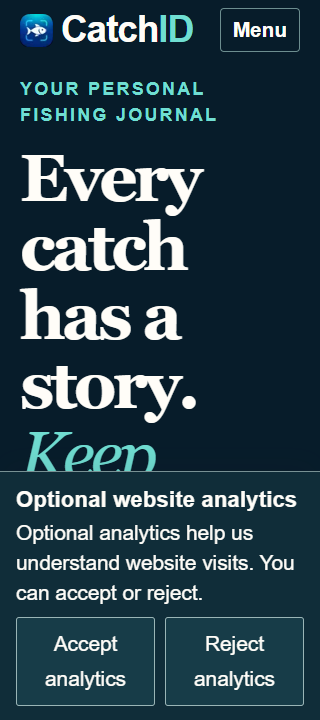 CatchID
Menu
YOUR PERSONAL
FISHING JOURNAL
Every
catch
has a
story.
Keep
Optional website analytics
Optional analytics help us
understand website visits. You
can accept or reject.
Accept
analytics
Reject
analytics